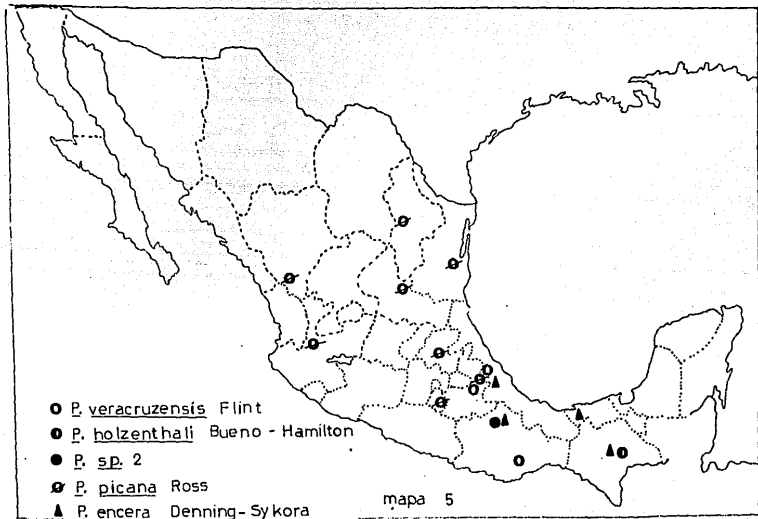 P. veracruzensis Flint
P. holzenthali Bueno - Hamilton
P. sp. 2
P. picana Ross
P. encera Denning-Sykora
mapa 5